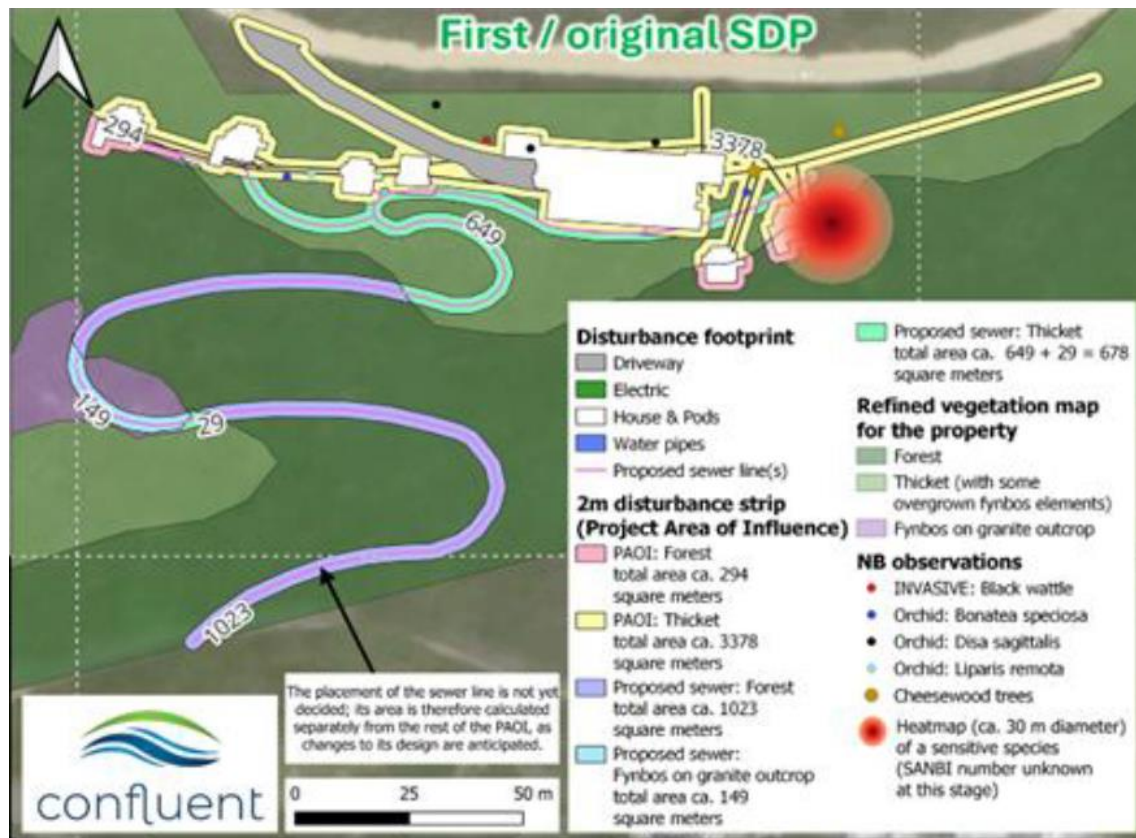 First / original SDP
294
3378
649
149
29
1023
The placement of the sewer line is not yet
decided; its area is therefore calculated
separately from the rest of the PAOI, as
changes to its design are anticipated.
confluent
0 25 50 m
Disturbance footprint
Driveway
Electric
House & Pods
Water pipes
Proposed sewer line(s)
2m disturbance strip
(Project Area of Influence)
PAOI: Forest
total area ca. 294
square meters
PAOI: Thicket
total area ca. 3378
square meters
Proposed sewer: Forest
total area ca. 1023
square meters
Proposed sewer:
Fynbos on granite outcrop
total area ca. 149
square meters
Proposed sewer: Thicket
total area ca. 649 + 29 = 678
square meters
Refined vegetation map
for the property
Forest
Thicket (with some
overgrown fynbos elements)
Fynbos on granite outcrop
NB observations
INVASIVE: Black wattle
Orchid: Bonatea speciosa
Orchid: Disa sagittalis
Orchid: Liparis remota
Cheesewood trees
Heatmap (ca. 30 m diameter)
of a sensitive species
(SANBI number unknown
at this stage)